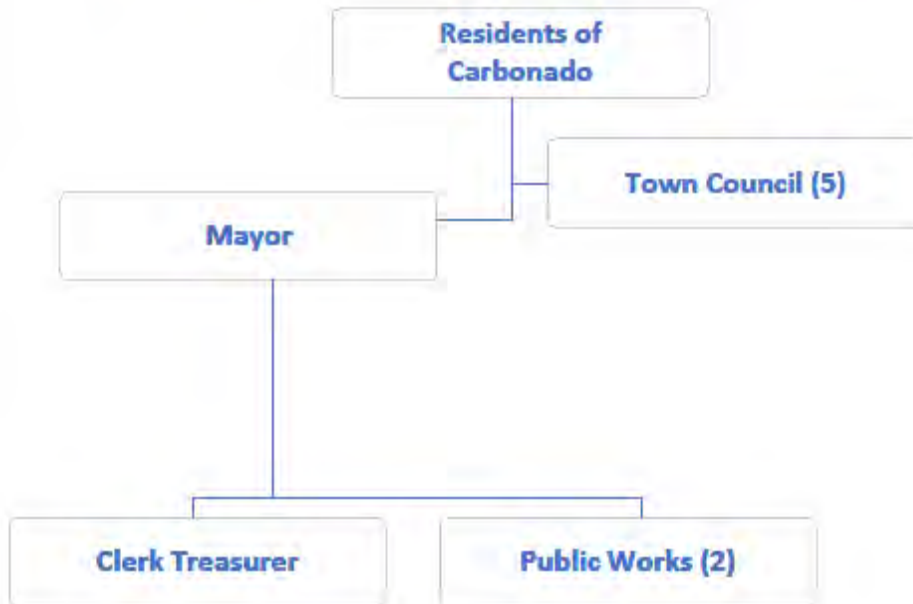 Residents of
Carbonado
Town Council (5)
Mayor
Clerk Treasurer
Public Works (2)